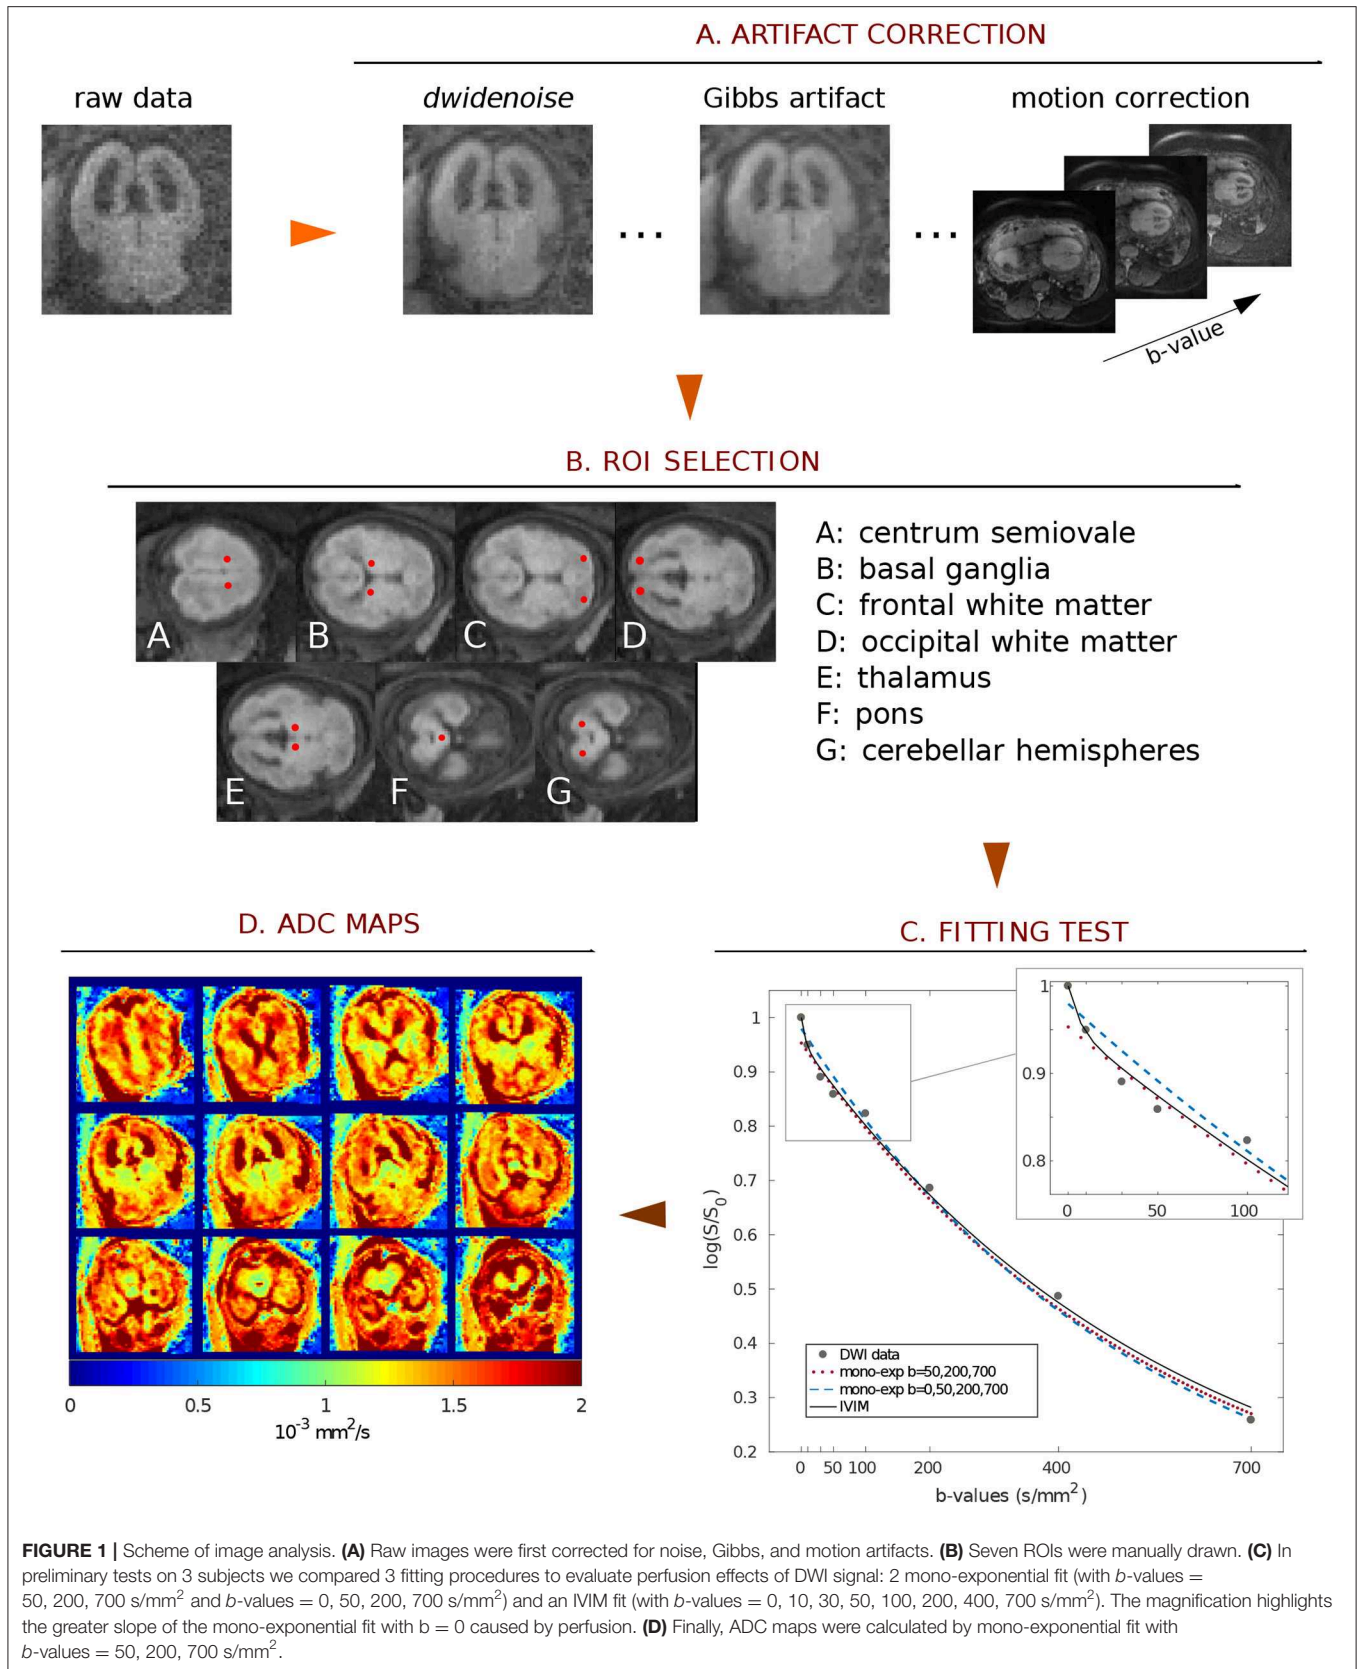 A. ARTIFACT CORRECTION
raw data
dwidenoise
Gibbs artifact
motion correction
...
...
b-value
B. ROI SELECTION
A
B
C
D
E
F
G
A: centrum semiovale
B: basal ganglia
C: frontal white matter
D: occipital white matter
E: thalamus
F: pons
G: cerebellar hemispheres
D. ADC MAPS
0 0.5 1 1.5 2
10⁻³ mm²/s
C. FITTING TEST
1
0.9
0.8
0.7
0.6
0.5
0.4
0.3
0.2
log(S/S₀)
0 50 100 200 400 700
b-values (s/mm²)
1
0.9
0.8
0 50 100
DWI data
mono-exp b=50,200,700
mono-exp b=0,50,200,700
IVIM
FIGURE 1 | Scheme of image analysis. (A) Raw images were first corrected for noise, Gibbs, and motion artifacts. (B) Seven ROIs were manually drawn. (C) In
preliminary tests on 3 subjects we compared 3 fitting procedures to evaluate perfusion effects of DWI signal: 2 mono-exponential fit (with b-values =
50, 200, 700 s/mm² and b-values = 0, 50, 200, 700 s/mm²) and an IVIM fit (with b-values = 0, 10, 30, 50, 100, 200, 400, 700 s/mm²). The magnification highlights
the greater slope of the mono-exponential fit with b = 0 caused by perfusion. (D) Finally, ADC maps were calculated by mono-exponential fit with
b-values = 50, 200, 700 s/mm².